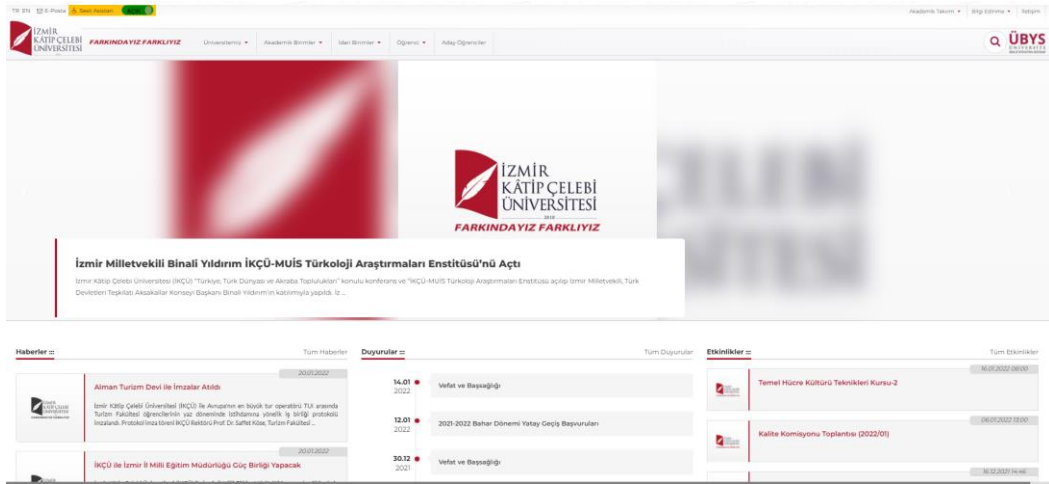 TR EN E-Posta Sesli Asistan
Akademik Takvim Bilgi Edinme İletişim
İZMİR
KÂTİP ÇELEBİ
ÜNİVERSİTESİ
FARKINDAYIZ FARKLIYIZ
Üniversitemiz Akademik Birimler İdari Birimler Öğrenci Aday Öğrenciler
ÜBYS
İZMİR
KÂTİP ÇELEBİ
ÜNİVERSİTESİ
2010
FARKINDAYIZ FARKLIYIZ
İzmir Milletvekili Binali Yıldırım İKÇÜ-MUİS Türkoloji Araştırmaları Enstitüsü’nü Açtı
İzmir Kâtip Çelebi Üniversitesi (İKÇÜ) "Türkiye, Türk Dünyası ve Akraba Toplulukları" konulu konferans ve "İKÇÜ-MUİS Türkoloji Araştırmaları Enstitüsü açılışı İzmir Milletvekili, Türk
Devletleri Teşkilatı Aksakallar Konseyi Başkanı Binali Yıldırım'ın katılımıyla yapıldı. İz ...
Haberler ::
Tüm Haberler
20.01.2022
Alman Turizm Devi ile İmzalar Atıldı
İzmir Kâtip Çelebi Üniversitesi (İKÇÜ) ile Avrupa'nın en büyük tur operatörü TUI arasında
Turizm Fakültesi öğrencilerinin yaz döneminde istihdamına yönelik iş birliği protokolü
imzalandı. Protokol imza töreni İKÇÜ Rektörü Prof. Dr. Saffet Köse, Turizm Fakültesi ...
20.01.2022
İKÇÜ ile İzmir İl Milli Eğitim Müdürlüğü Güç Birliği Yapacak
Duyurular ::
Tüm Duyurular
14.01
2022
Vefat ve Başsağlığı
12.01
2022
2021-2022 Bahar Dönemi Yatay Geçiş Başvuruları
30.12
2021
Vefat ve Başsağlığı
Etkinlikler ::
Tüm Etkinlikler
16.01.2022 08:00
Temel Hücre Kültürü Teknikleri Kursu-2
06.01.2022 13:00
Kalite Komisyonu Toplantısı (2022/01)
16.12.2021 14:46